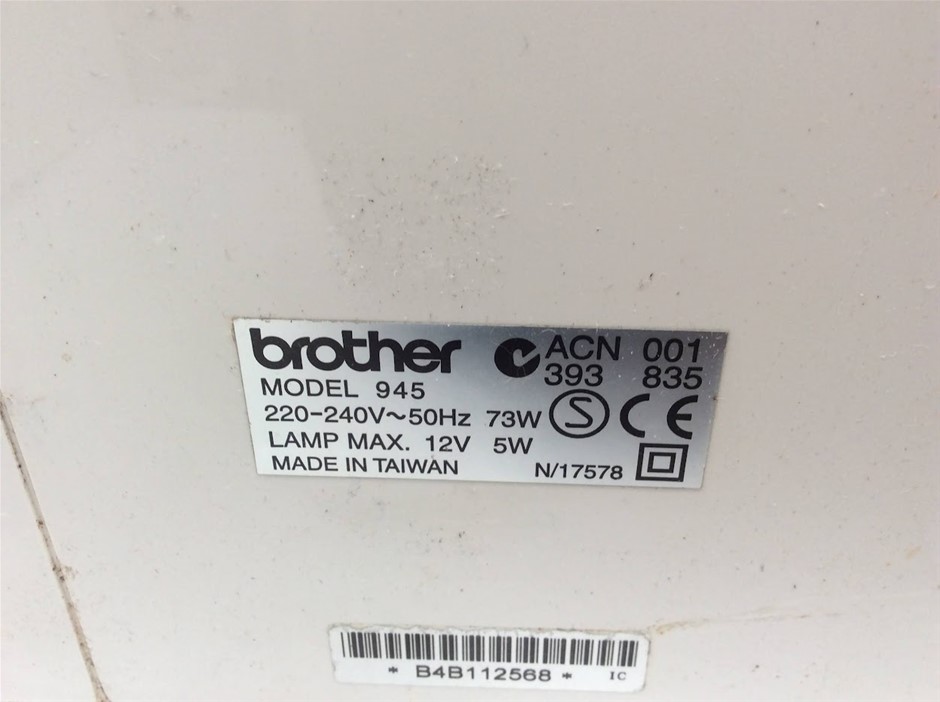 brother ACN 001
MODEL 945 393 835
220-240V~50Hz 73W S CE
LAMP MAX. 12V 5W
MADE IN TAIWAN N/17578
* B4B112568 * IC